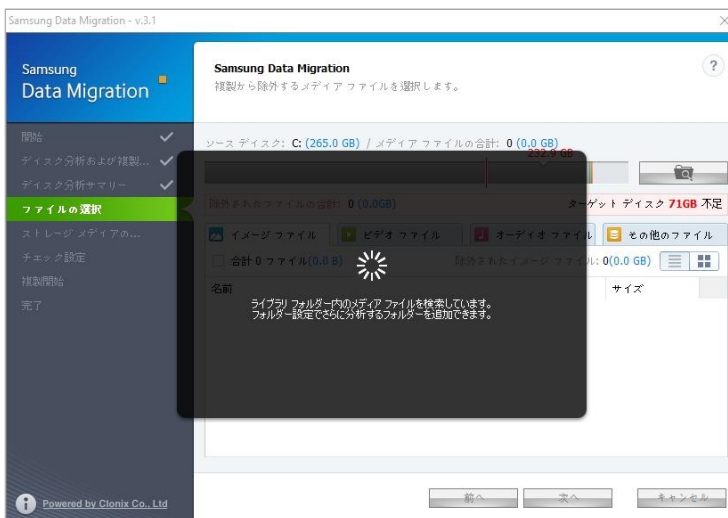 Samsung Data Migration - v.3.1
Samsung
Data Migration
Samsung Data Migration
複製から除外するメディア ファイルを選択します。
?
開始
ディスク分析および複製...
ディスク分析サマリー
ファイルの選択
ストレージ メディアの...
チェック設定
複製開始
完了
ソース ディスク: C: (265.0 GB) / メディア ファイルの合計: 0 (0.0 GB)
232.9 GB
除外されたファイルの合計: 0 (0.0GB)
ターゲット ディスク 71GB 不足
イメージ ファイル
ビデオ ファイル
オーディオ ファイル
その他のファイル
合計 0 ファイル(0.0 B)
除外されたイメージ ファイル: 0(0.0 GB)
名前
サイズ
ライブラリ フォルダー内のメディア ファイルを検索しています。
フォルダー設定でさらに分析するフォルダーを追加できます。
Powered by Clonix Co., Ltd
前へ
次へ
キャンセル